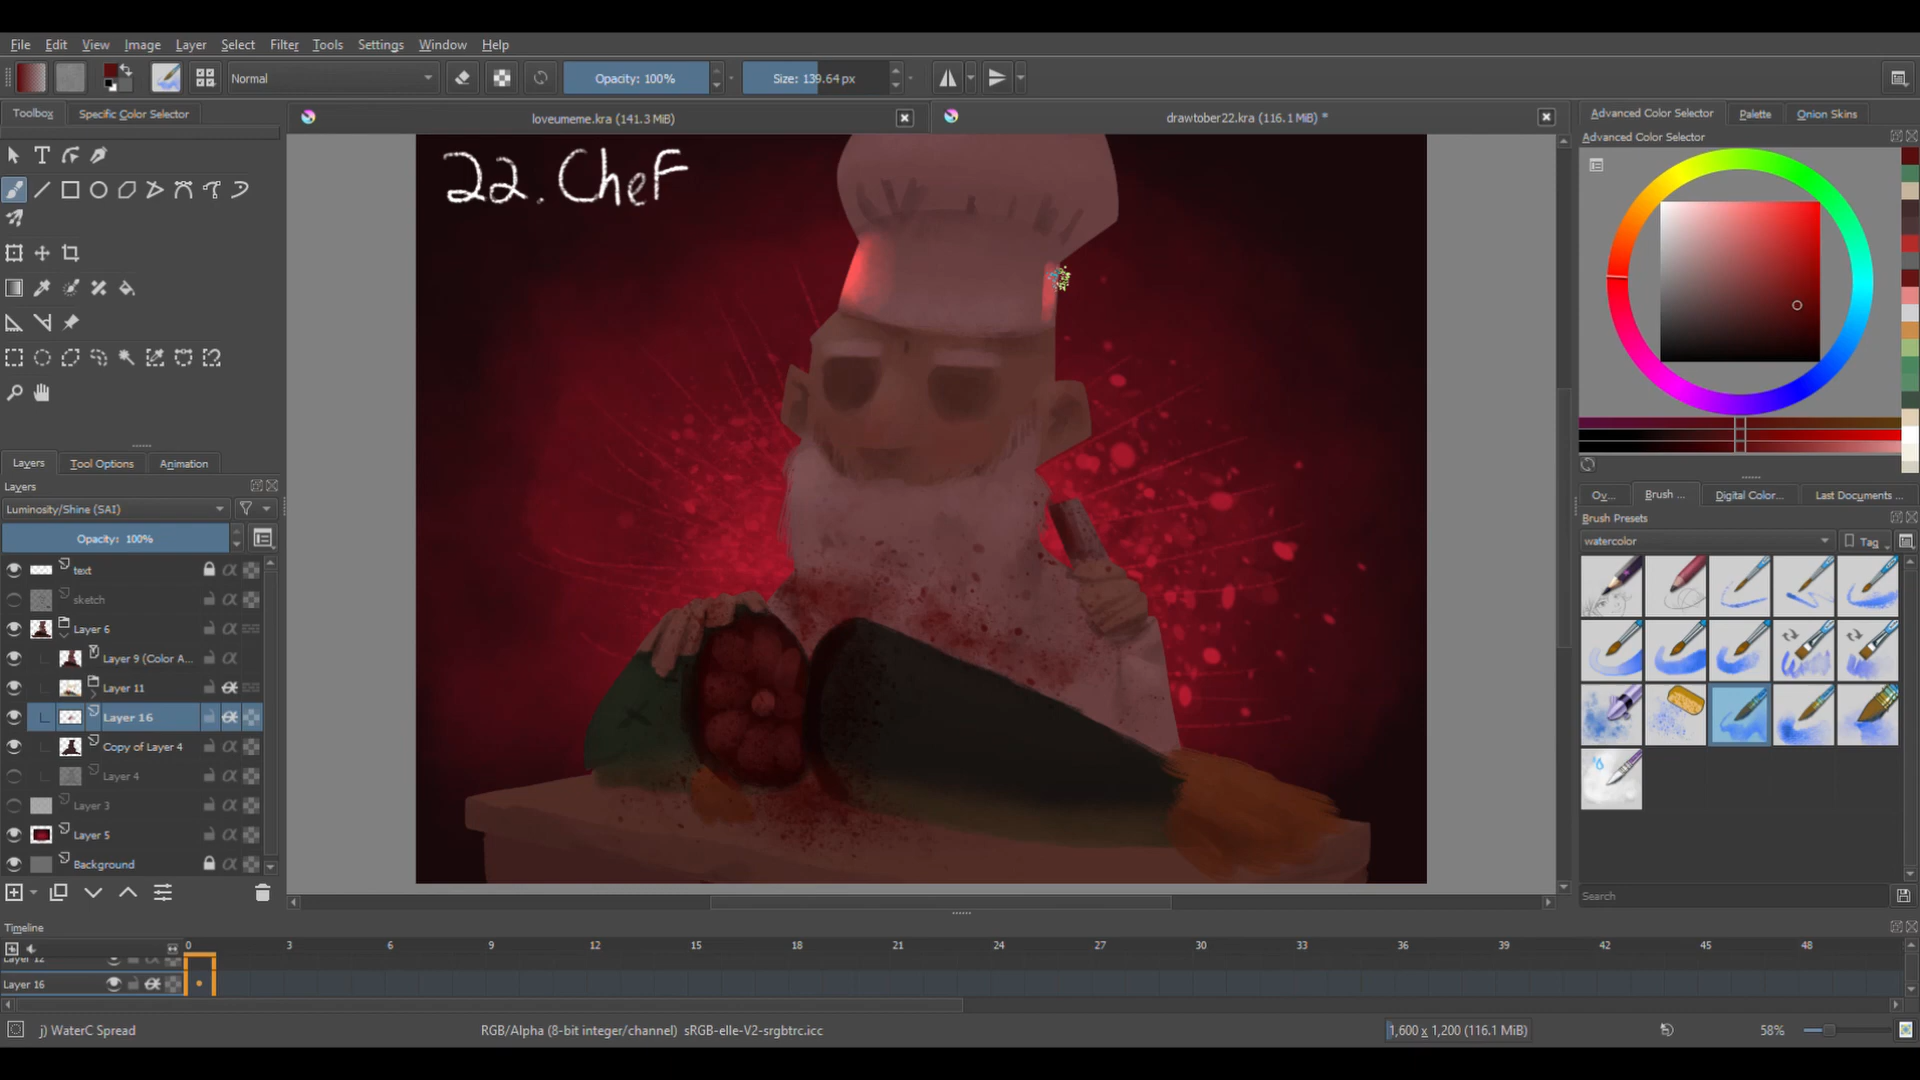 File Edit View Image Layer Select Filter Tools Settings Window Help
Normal Opacity: 100% Size: 139.64 px
Toolbox Specific Color Selector
loveumeme.kra (141.3 MiB)
drawtober22.kra (116.1 MiB) *
Advanced Color Selector Palette Onion Skins
Advanced Color Selector
22. CheF
Layers Tool Options Animation
Layers
Luminosity/Shine (SAI)
Opacity: 100%
text
sketch
Layer 6
Layer 9 (Color A...
Layer 11
Layer 16
Copy of Layer 4
Layer 4
Layer 3
Layer 5
Background
Ov... Brush ... Digital Color... Last Documents ...
Brush Presets
watercolor Tag
Search
Timeline
0 3 6 9 12 15 18 21 24 27 30 33 36 39 42 45 48
Layer 12
Layer 16
j) WaterC Spread RGB/Alpha (8-bit integer/channel) sRGB-elle-V2-srgbtrc.icc 1,600 x 1,200 (116.1 MiB) 58%